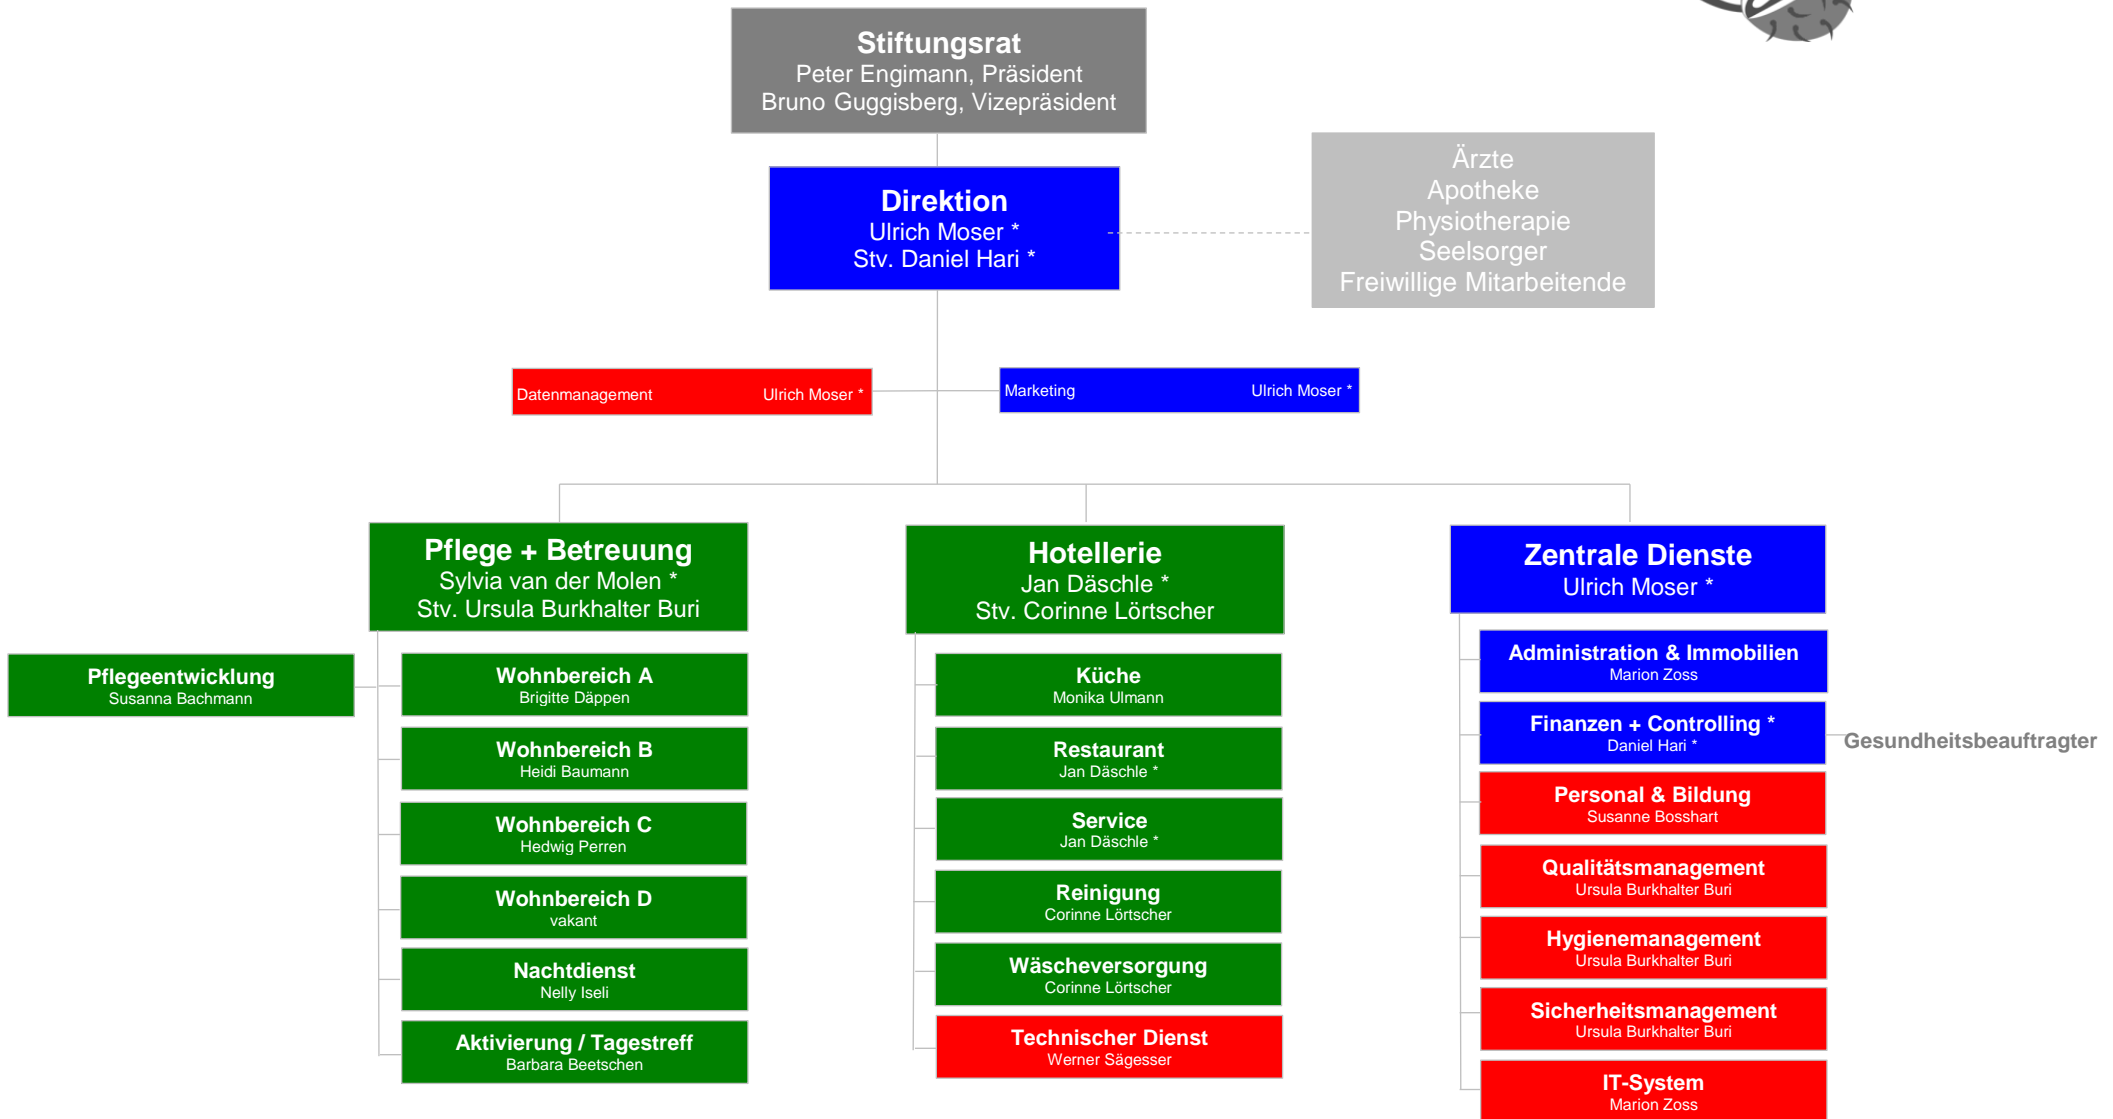 Stiftungsrat
Peter Engimann, Präsident
Bruno Guggisberg, Vizepräsident
Direktion
Ulrich Moser *
Stv. Daniel Hari *
Ärzte
Apotheke
Physiotherapie
Seelsorger
Freiwillige Mitarbeitende
Datenmanagement Ulrich Moser *
Marketing Ulrich Moser *
Pflege + Betreuung
Sylvia van der Molen *
Stv. Ursula Burkhalter Buri
Pflegeentwicklung
Susanna Bachmann
Wohnbereich A
Brigitte Däppen
Wohnbereich B
Heidi Baumann
Wohnbereich C
Hedwig Perren
Wohnbereich D
vakant
Nachtdienst
Nelly Iseli
Aktivierung / Tagestreff
Barbara Beetschen
Hotellerie
Jan Däschle *
Stv. Corinne Lörtscher
Küche
Monika Ulmann
Restaurant
Jan Däschle *
Service
Jan Däschle *
Reinigung
Corinne Lörtscher
Wäscheversorgung
Corinne Lörtscher
Technischer Dienst
Werner Sägesser
Zentrale Dienste
Ulrich Moser *
Administration & Immobilien
Marion Zoss
Finanzen + Controlling *
Daniel Hari *
Gesundheitsbeauftragter
Personal & Bildung
Susanne Bosshart
Qualitätsmanagement
Ursula Burkhalter Buri
Hygienemanagement
Ursula Burkhalter Buri
Sicherheitsmanagement
Ursula Burkhalter Buri
IT-System
Marion Zoss